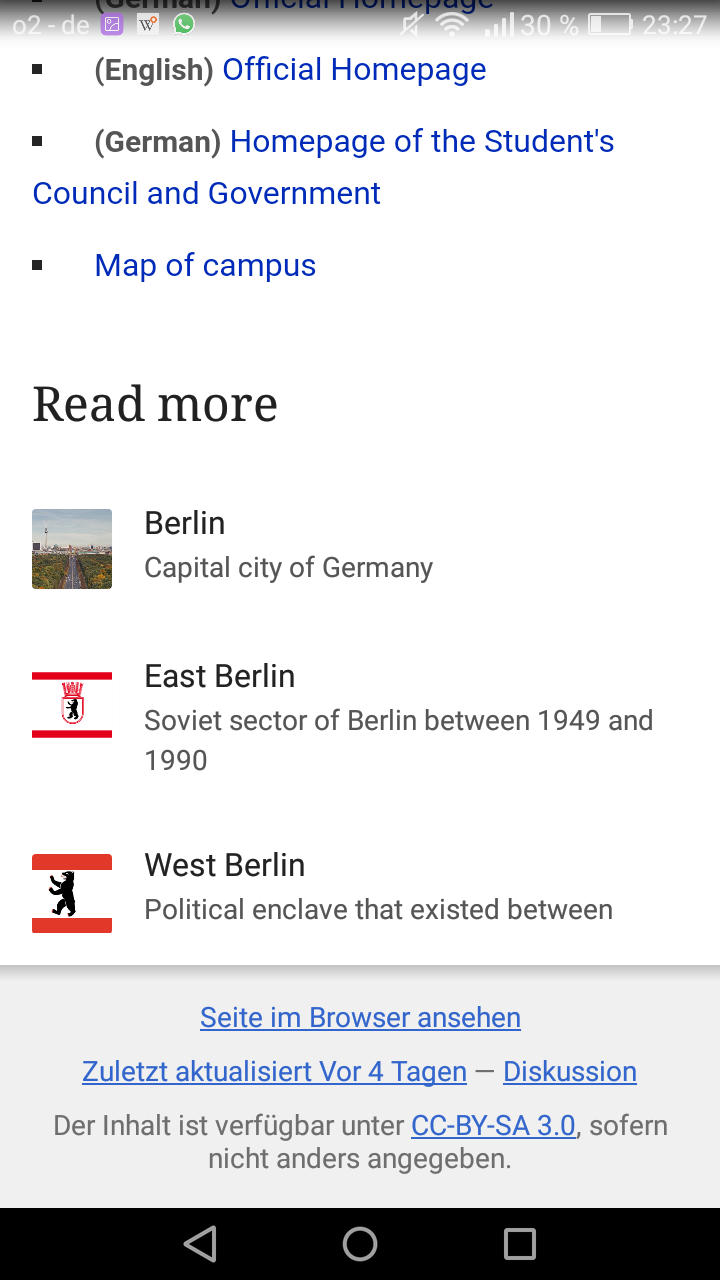 (German) Official Homepage
o2 - de 30 % 23:27
(English) Official Homepage
(German) Homepage of the Student's
Council and Government
Map of campus
Read more
Berlin
Capital city of Germany
East Berlin
Soviet sector of Berlin between 1949 and
1990
West Berlin
Political enclave that existed between
Seite im Browser ansehen
Zuletzt aktualisiert Vor 4 Tagen — Diskussion
Der Inhalt ist verfügbar unter CC-BY-SA 3.0, sofern
nicht anders angegeben.